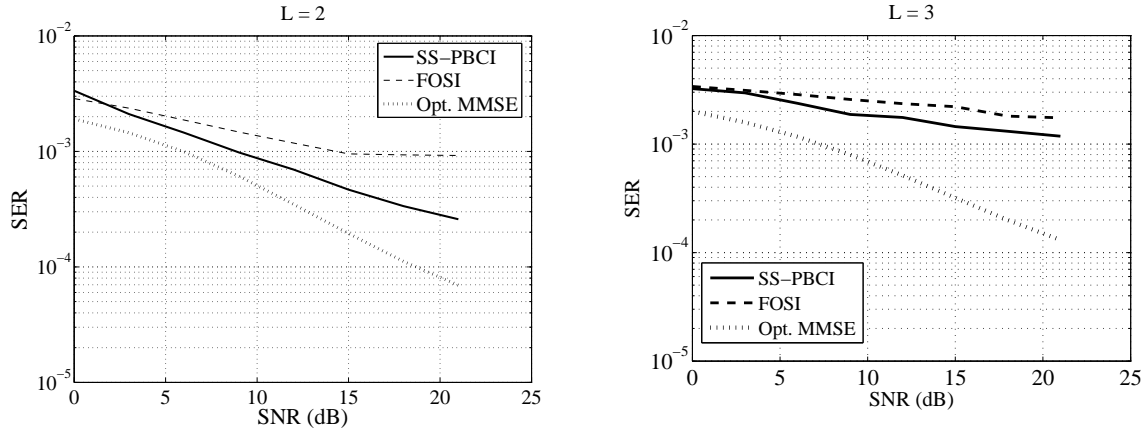 L = 2
10^-2
10^-3
10^-4
10^-5
SER
0 5 10 15 20 25
SNR (dB)
SS−PBCI
FOSI
Opt. MMSE
L = 3
10^-2
10^-3
10^-4
10^-5
SER
0 5 10 15 20 25
SNR (dB)
SS−PBCI
FOSI
Opt. MMSE